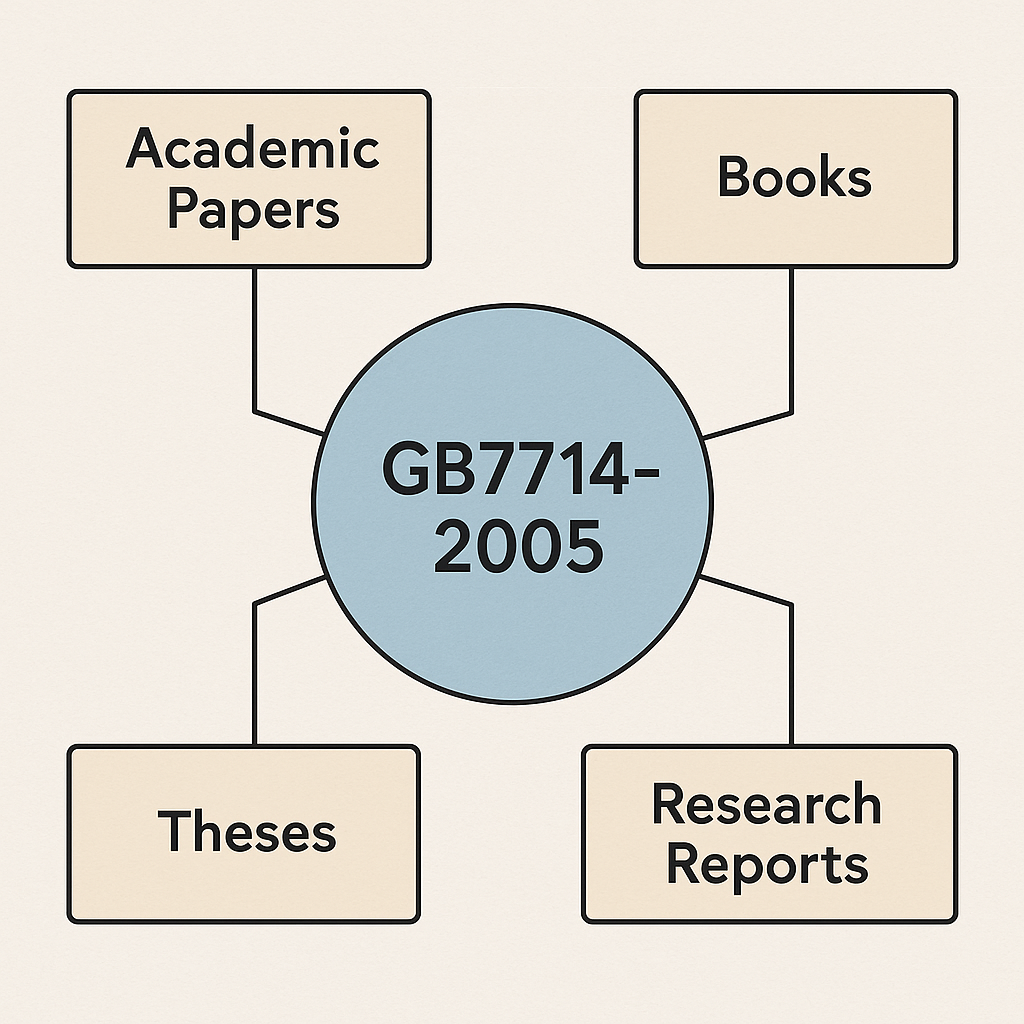 Academic
Papers
Books
GB7714-
2005
Theses
Research
Reports